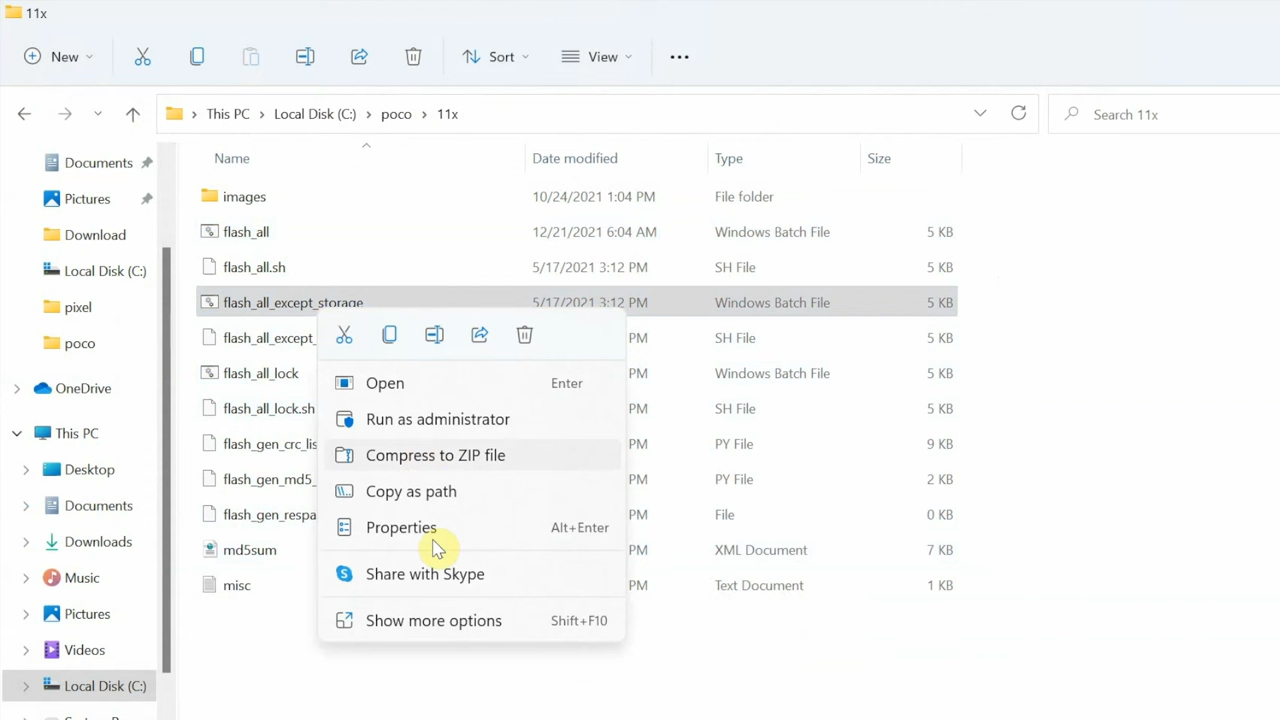 11x
New
Sort
View
This PC
Local Disk (C:)
poco
11x
Search 11x
Documents
Pictures
Download
Local Disk (C:)
pixel
poco
OneDrive
This PC
Desktop
Documents
Downloads
Music
Pictures
Videos
Local Disk (C:)
Name Date modified Type Size
images 10/24/2021 1:04 PM File folder
flash_all 12/21/2021 6:04 AM Windows Batch File 5 KB
flash_all.sh 5/17/2021 3:12 PM SH File 5 KB
flash_all_except_storage 5/17/2021 3:12 PM Windows Batch File 5 KB
flash_all_except_ PM SH File 5 KB
flash_all_lock PM Windows Batch File 5 KB
flash_all_lock.sh PM SH File 5 KB
flash_gen_crc_lis PM PY File 9 KB
flash_gen_md5_ PM PY File 2 KB
flash_gen_respa PM File 0 KB
md5sum PM XML Document 7 KB
misc PM Text Document 1 KB
Open Enter
Run as administrator
Compress to ZIP file
Copy as path
Properties Alt+Enter
Share with Skype
Show more options Shift+F10